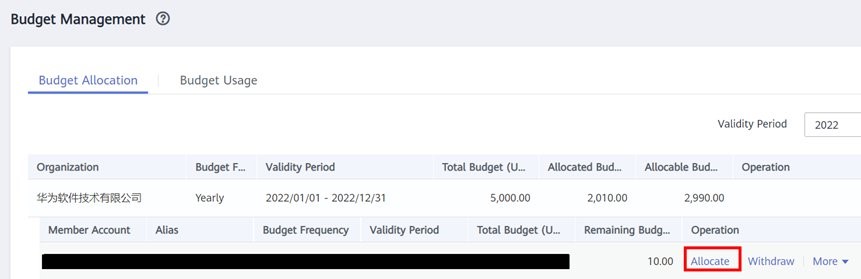 Budget Management ?
Budget Allocation Budget Usage
Validity Period 2022
Organization Budget F... Validity Period Total Budget (U... Allocated Bud... Allocable Bud... Operation
华为软件技术有限公司 Yearly 2022/01/01 - 2022/12/31 5,000.00 2,010.00 2,990.00
Member Account Alias Budget Frequency Validity Period Total Budget (U... Remaining Budg... Operation
10.00 Allocate Withdraw More